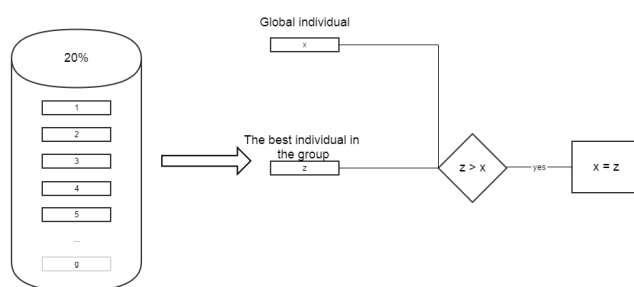 Global individual
x
20%
1
2
3
4
5
...
g
The best individual in
the group
z
z > x
yes
x = z